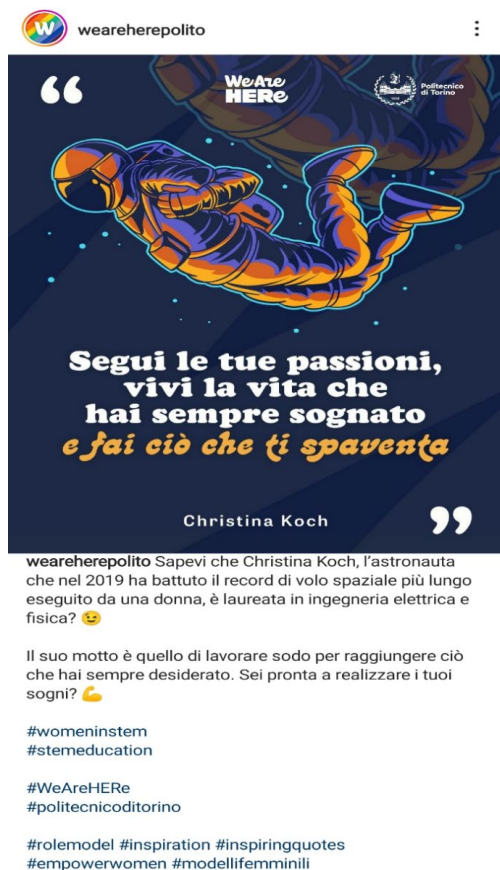 W
weareherepolito
“
We Are
HERe
Politecnico
di Torino
Segui le tue passioni,
vivi la vita che
hai sempre sognato
e fai ciò che ti spaventa
Christina Koch
”
weareherepolito Sapevi che Christina Koch, l’astronauta
che nel 2019 ha battuto il record di volo spaziale più lungo
eseguito da una donna, è laureata in ingegneria elettrica e
fisica? 😉
Il suo motto è quello di lavorare sodo per raggiungere ciò
che hai sempre desiderato. Sei pronta a realizzare i tuoi
sogni? 💪
#womeninstem
#stemeducation
#WeAreHERe
#politecnicoditorino
#rolemodel #inspiration #inspiringquotes
#empowerwomen #modellifemminili